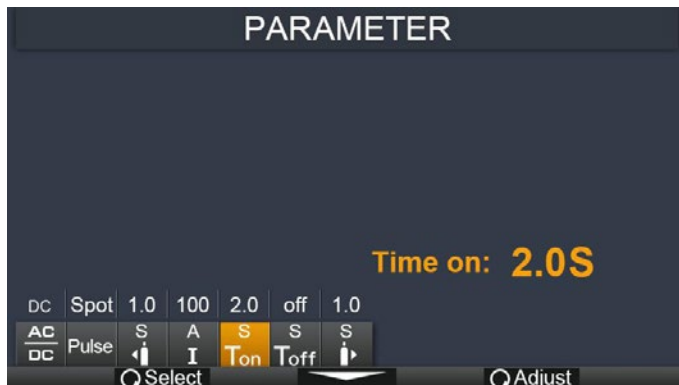 PARAMETER
Time on: 2.0S
DC Spot 1.0 100 2.0 off 1.0
AC DC Pulse S A I S Ton S Toff S
Select Adjust